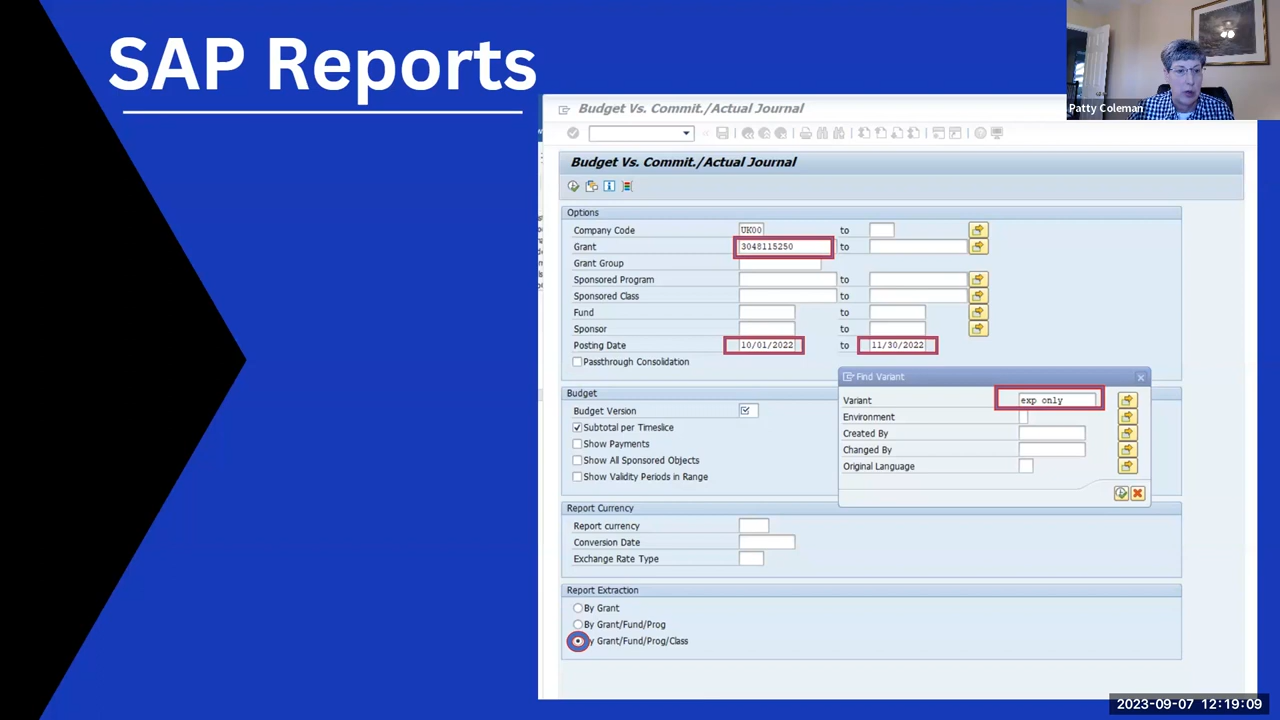 SAP Reports
Patty Coleman
Budget Vs. Commit./Actual Journal
Budget Vs. Commit./Actual Journal
Options
Company Code UK00 to
Grant 3048115250 to
Grant Group
Sponsored Program to
Sponsored Class to
Fund to
Sponsor to
Posting Date 10/01/2022 to 11/30/2022
Passthrough Consolidation
Find Variant
Variant exp only
Environment
Created By
Changed By
Original Language
Budget
Budget Version
Subtotal per Timeslice
Show Payments
Show All Sponsored Objects
Show Validity Periods in Range
Report Currency
Report currency
Conversion Date
Exchange Rate Type
Report Extraction
By Grant
By Grant/Fund/Prog
y Grant/Fund/Prog/Class
2023-09-07 12:19:09